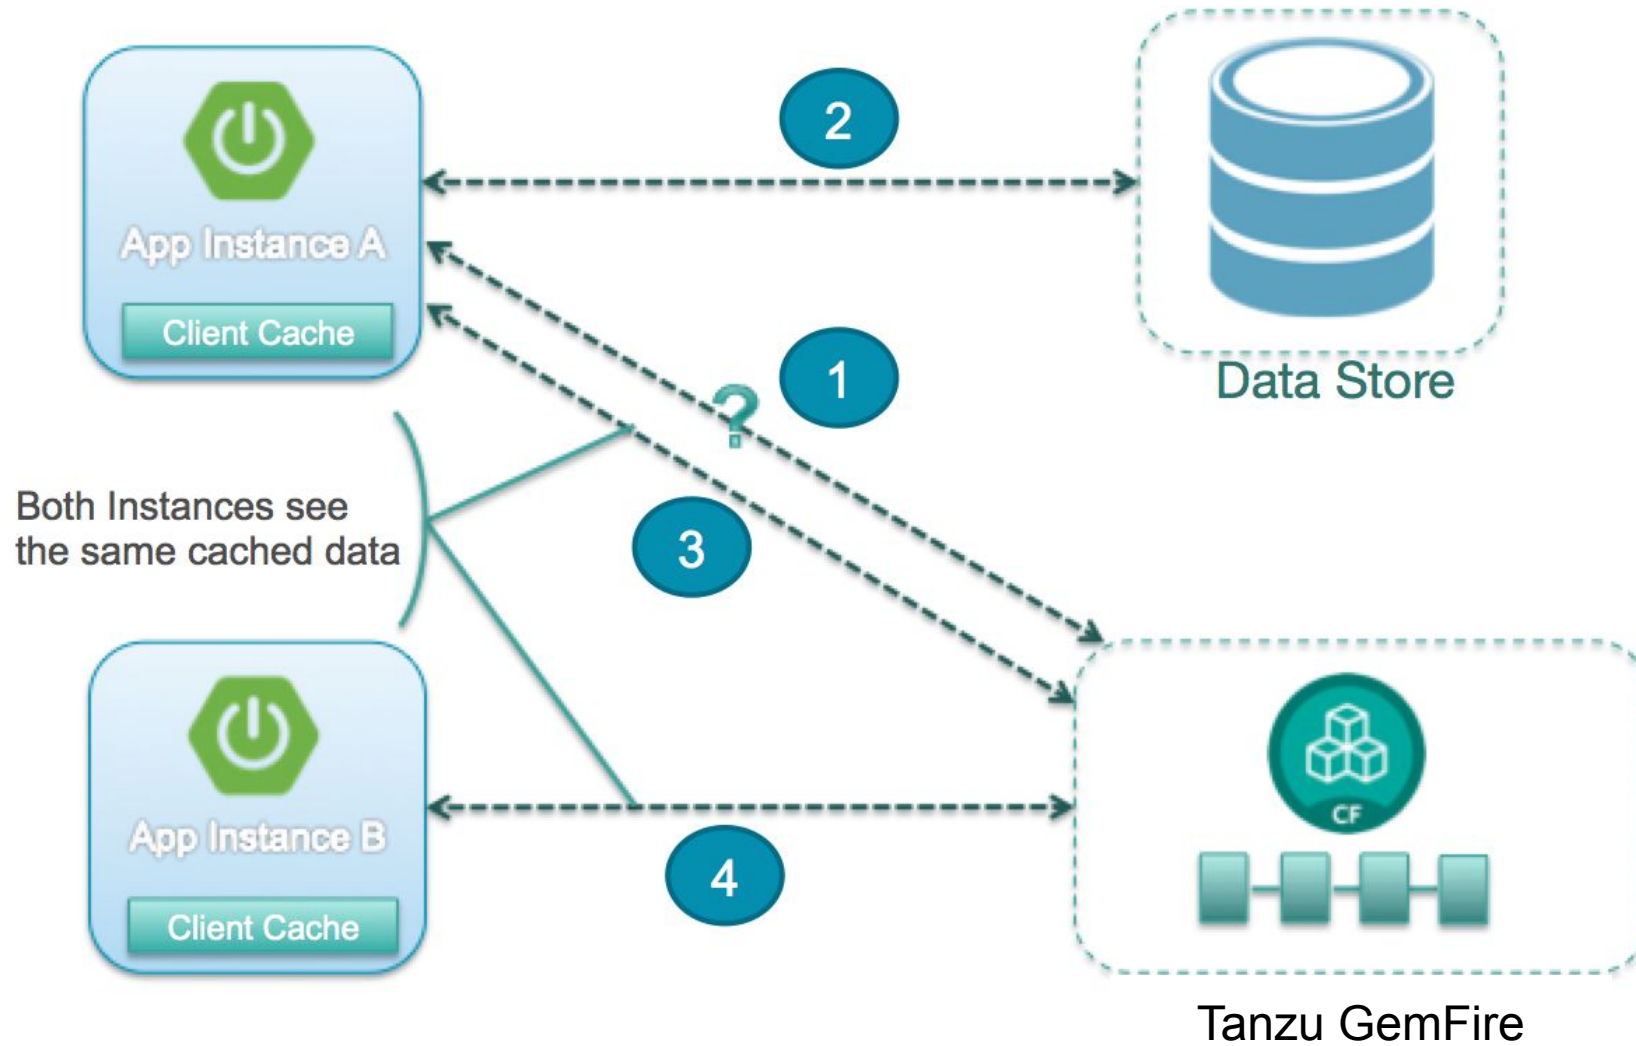 2
App Instance A
Client Cache
1
?
Data Store
Both Instances see
the same cached data
3
App Instance B
Client Cache
4
CF
Tanzu GemFire